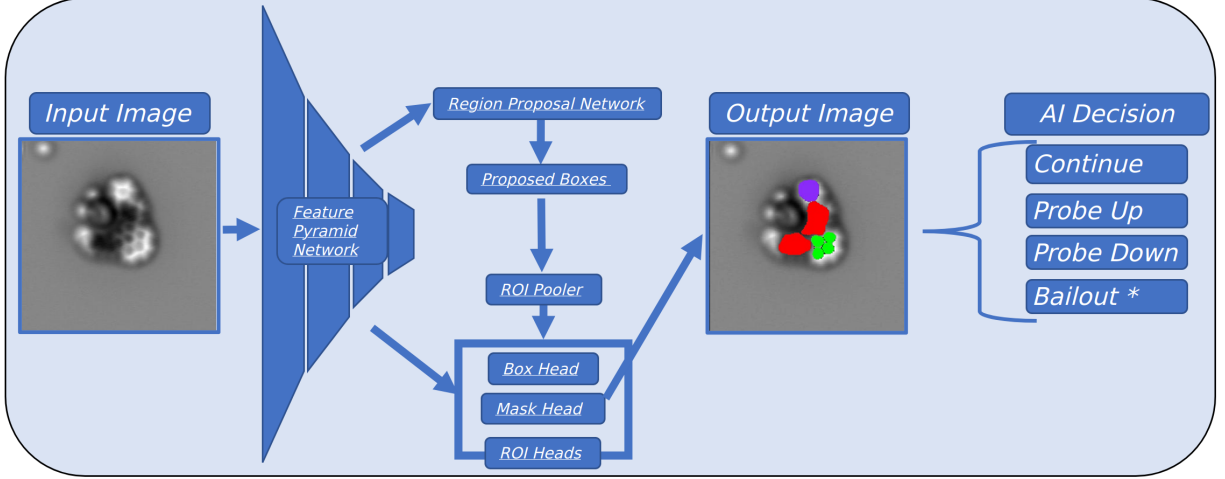 Input Image
Feature
Pyramid
Network
Region Proposal Network
Proposed Boxes
ROI Pooler
Box Head
Mask Head
ROI Heads
Output Image
AI Decision
Continue
Probe Up
Probe Down
Bailout *